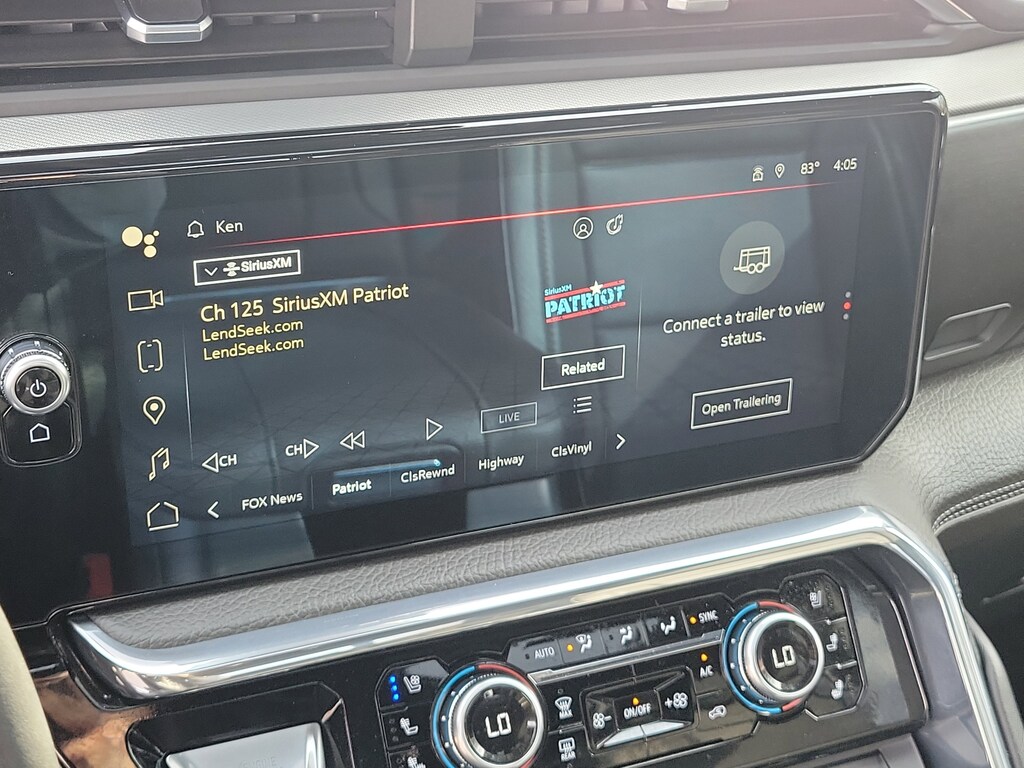 83° 4:05
Ken
SiriusXM
Ch 125 SiriusXM Patriot
LendSeek.com
LendSeek.com
SiriusXM
PATRIOT
Related
Connect a trailer to view
status.
Open Trailering
LIVE
CH
CH
FOX News
Patriot
ClsRewnd
Highway
ClsVinyl
AUTO
SYNC
A/C
LO
LO
MAX
ON/OFF
REAR